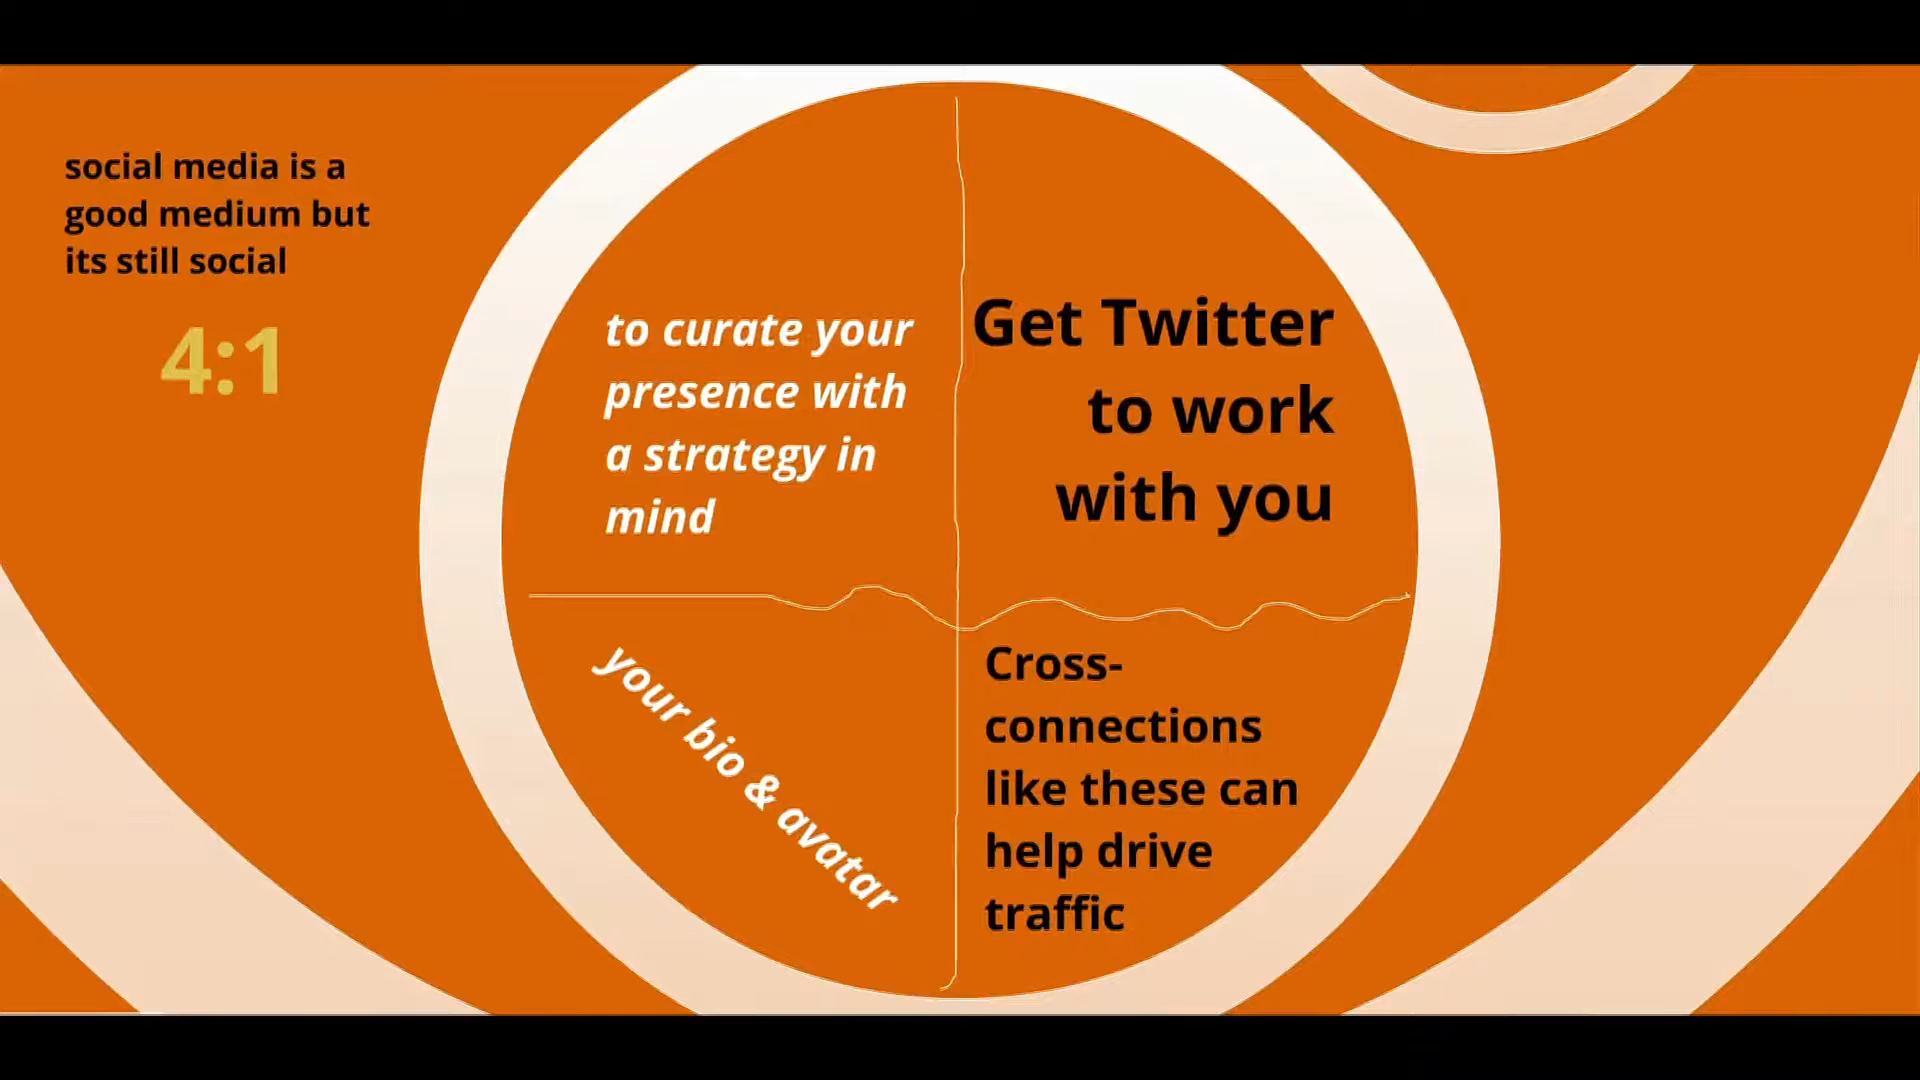 social media is a
good medium but
its still social
4:1
to curate your
presence with
a strategy in
mind
Get Twitter
to work
with you
your bio & avatar
Cross-
connections
like these can
help drive
traffic